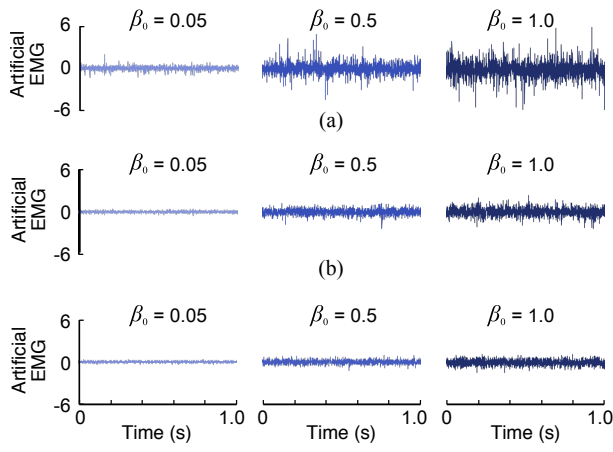 β₀ = 0.05 β₀ = 0.5 β₀ = 1.0
Artificial EMG
6
0
-6
(a)
β₀ = 0.05 β₀ = 0.5 β₀ = 1.0
Artificial EMG
6
0
-6
(b)
β₀ = 0.05 β₀ = 0.5 β₀ = 1.0
Artificial EMG
6
0
-6
0 1.0 0 1.0 0 1.0
Time (s) Time (s) Time (s)